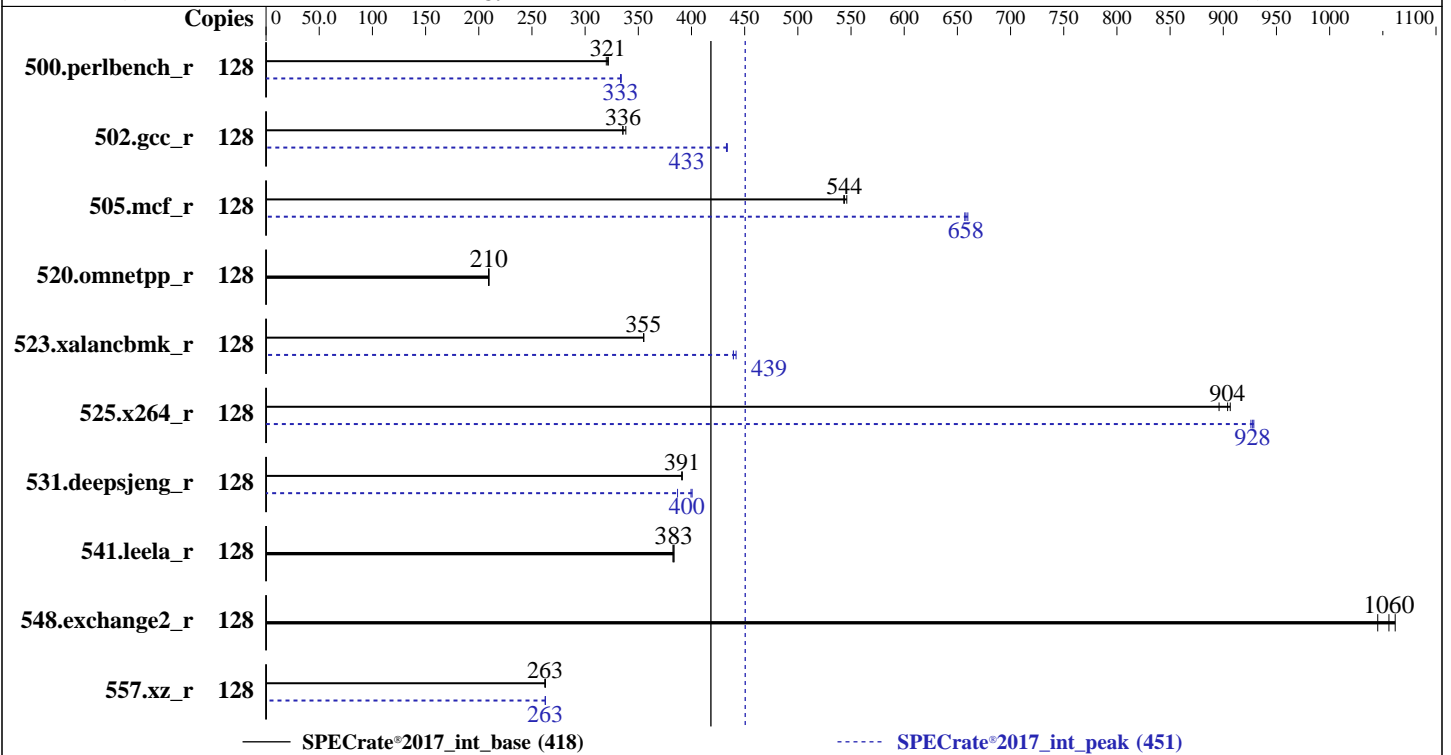 Copies 0 50.0 100 150 200 250 300 350 400 450 500 550 600 650 700 750 800 850 900 950 1000 1100
321
500.perlbench_r 128
333
336
502.gcc_r 128
433
544
505.mcf_r 128
658
210
520.omnetpp_r 128
355
523.xalancbmk_r 128
439
904
525.x264_r 128
928
391
531.deepsjeng_r 128
400
383
541.leela_r 128
1060
548.exchange2_r 128
263
557.xz_r 128
263
SPECrate®2017_int_base (418) SPECrate®2017_int_peak (451)